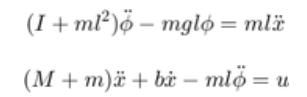 (I + ml²)ϕ̈ − mglϕ = mlẍ
(M + m)ẍ + bẋ − mlϕ̈ = u